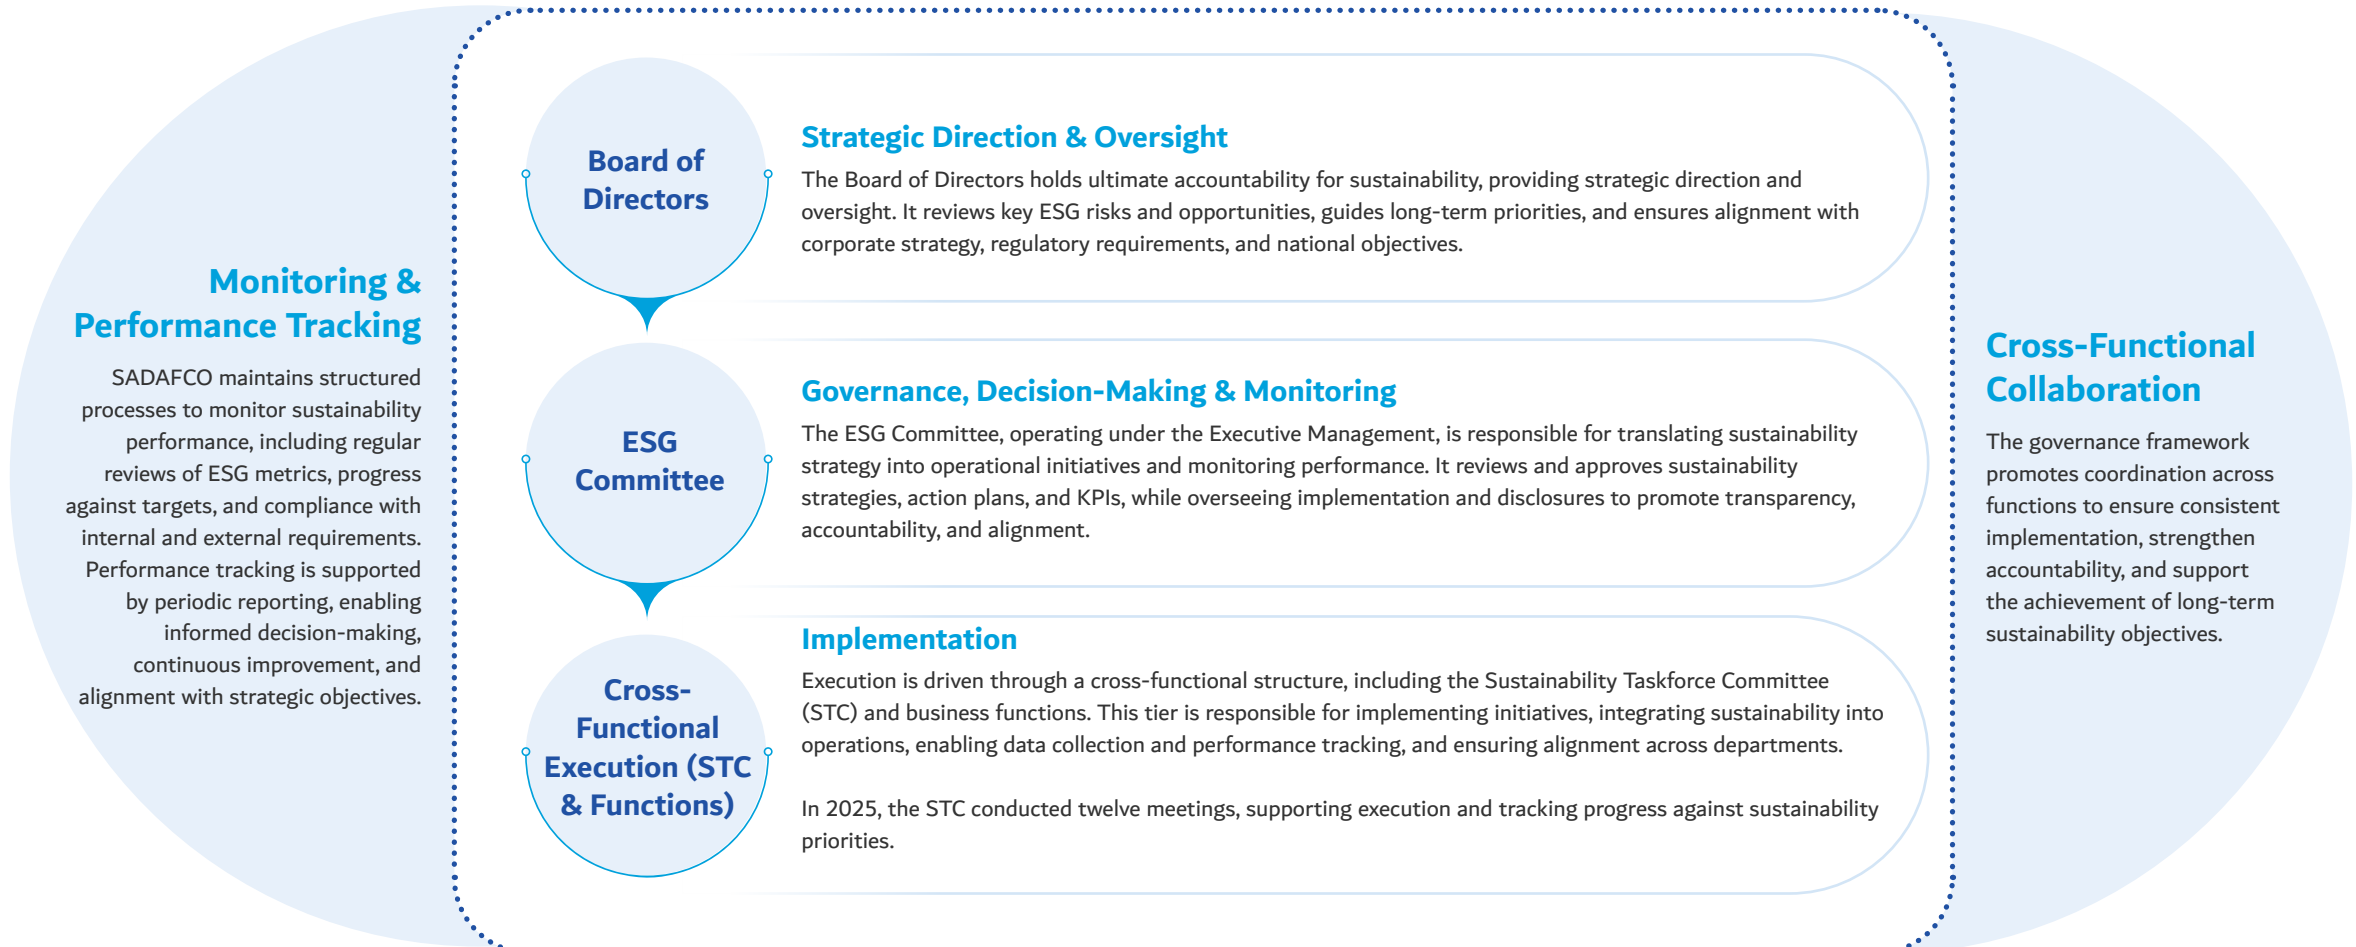 Monitoring &
Performance Tracking
SADAFCO maintains structured
processes to monitor sustainability
performance, including regular
reviews of ESG metrics, progress
against targets, and compliance with
internal and external requirements.
Performance tracking is supported
by periodic reporting, enabling
informed decision-making,
continuous improvement, and
alignment with strategic objectives.
Board of
Directors
Strategic Direction & Oversight
The Board of Directors holds ultimate accountability for sustainability, providing strategic direction and
oversight. It reviews key ESG risks and opportunities, guides long-term priorities, and ensures alignment with
corporate strategy, regulatory requirements, and national objectives.
ESG
Committee
Governance, Decision-Making & Monitoring
The ESG Committee, operating under the Executive Management, is responsible for translating sustainability
strategy into operational initiatives and monitoring performance. It reviews and approves sustainability
strategies, action plans, and KPIs, while overseeing implementation and disclosures to promote transparency,
accountability, and alignment.
Cross-
Functional
Execution (STC
& Functions)
Implementation
Execution is driven through a cross-functional structure, including the Sustainability Taskforce Committee
(STC) and business functions. This tier is responsible for implementing initiatives, integrating sustainability into
operations, enabling data collection and performance tracking, and ensuring alignment across departments.
In 2025, the STC conducted twelve meetings, supporting execution and tracking progress against sustainability
priorities.
Cross-Functional
Collaboration
The governance framework
promotes coordination across
functions to ensure consistent
implementation, strengthen
accountability, and support
the achievement of long-term
sustainability objectives.